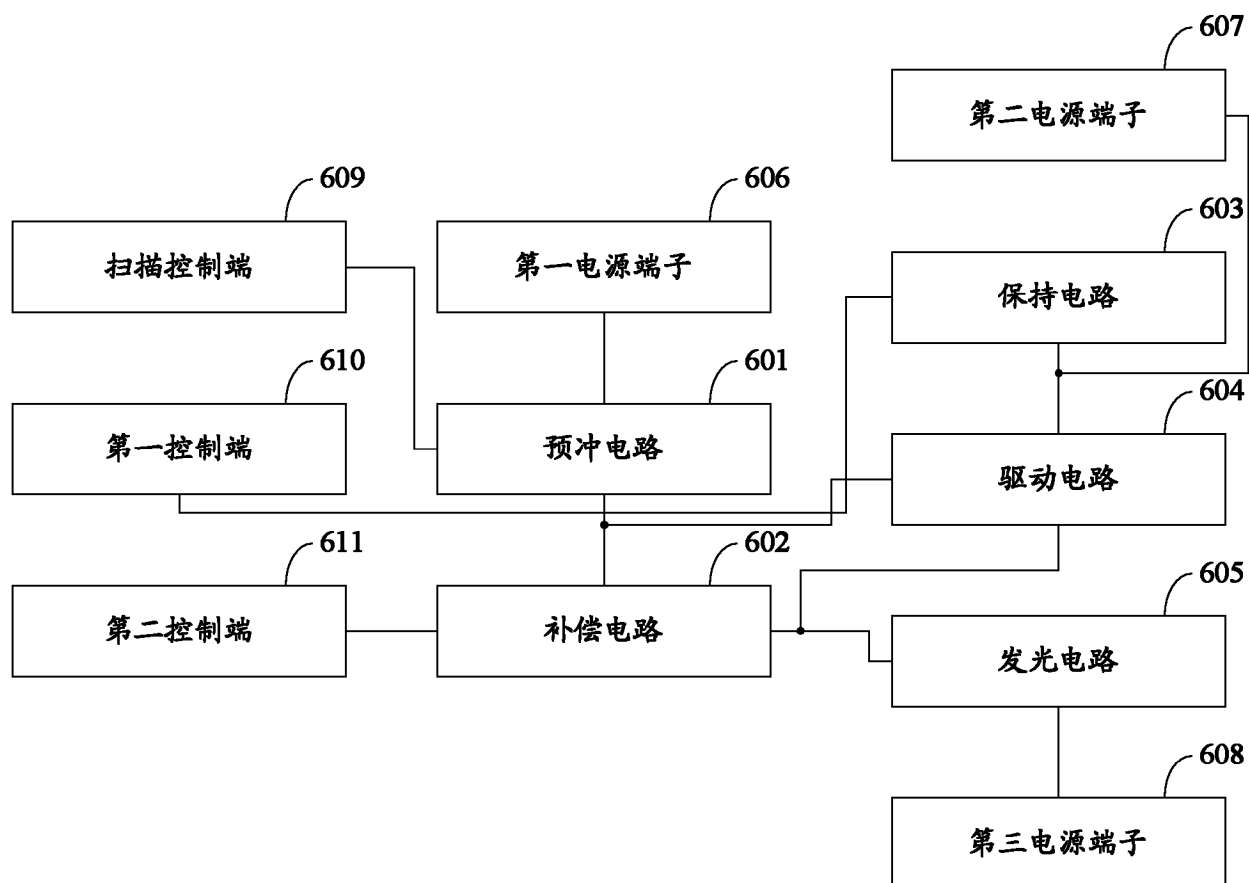 607
第二电源端子
609
606
603
扫描控制端
第一电源端子
保持电路
610
601
604
第一控制端
预冲电路
驱动电路
611
602
605
第二控制端
补偿电路
发光电路
608
第三电源端子